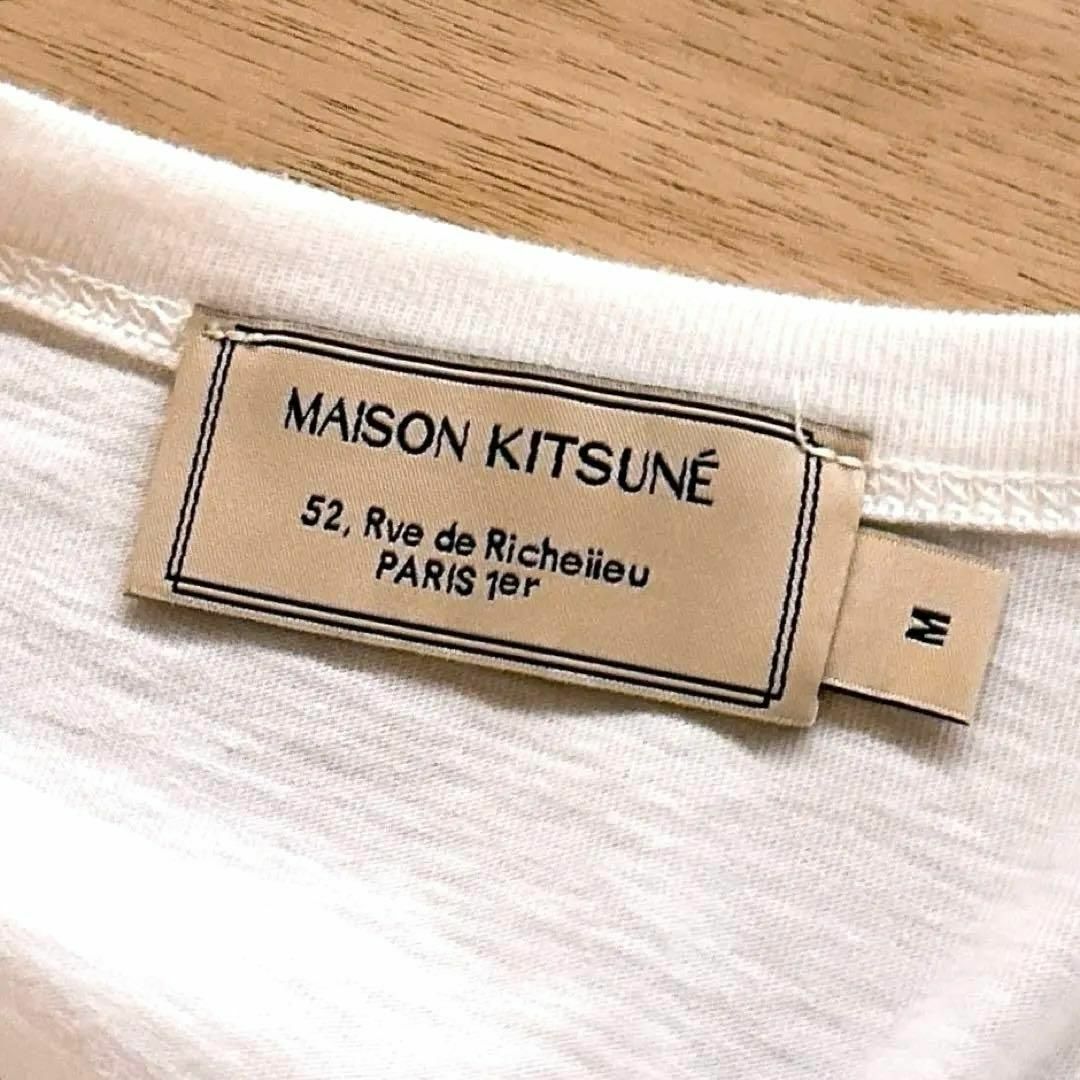 MAISON KITSUNÉ
52, Rve de Richeiieu
PARIS 1er
M